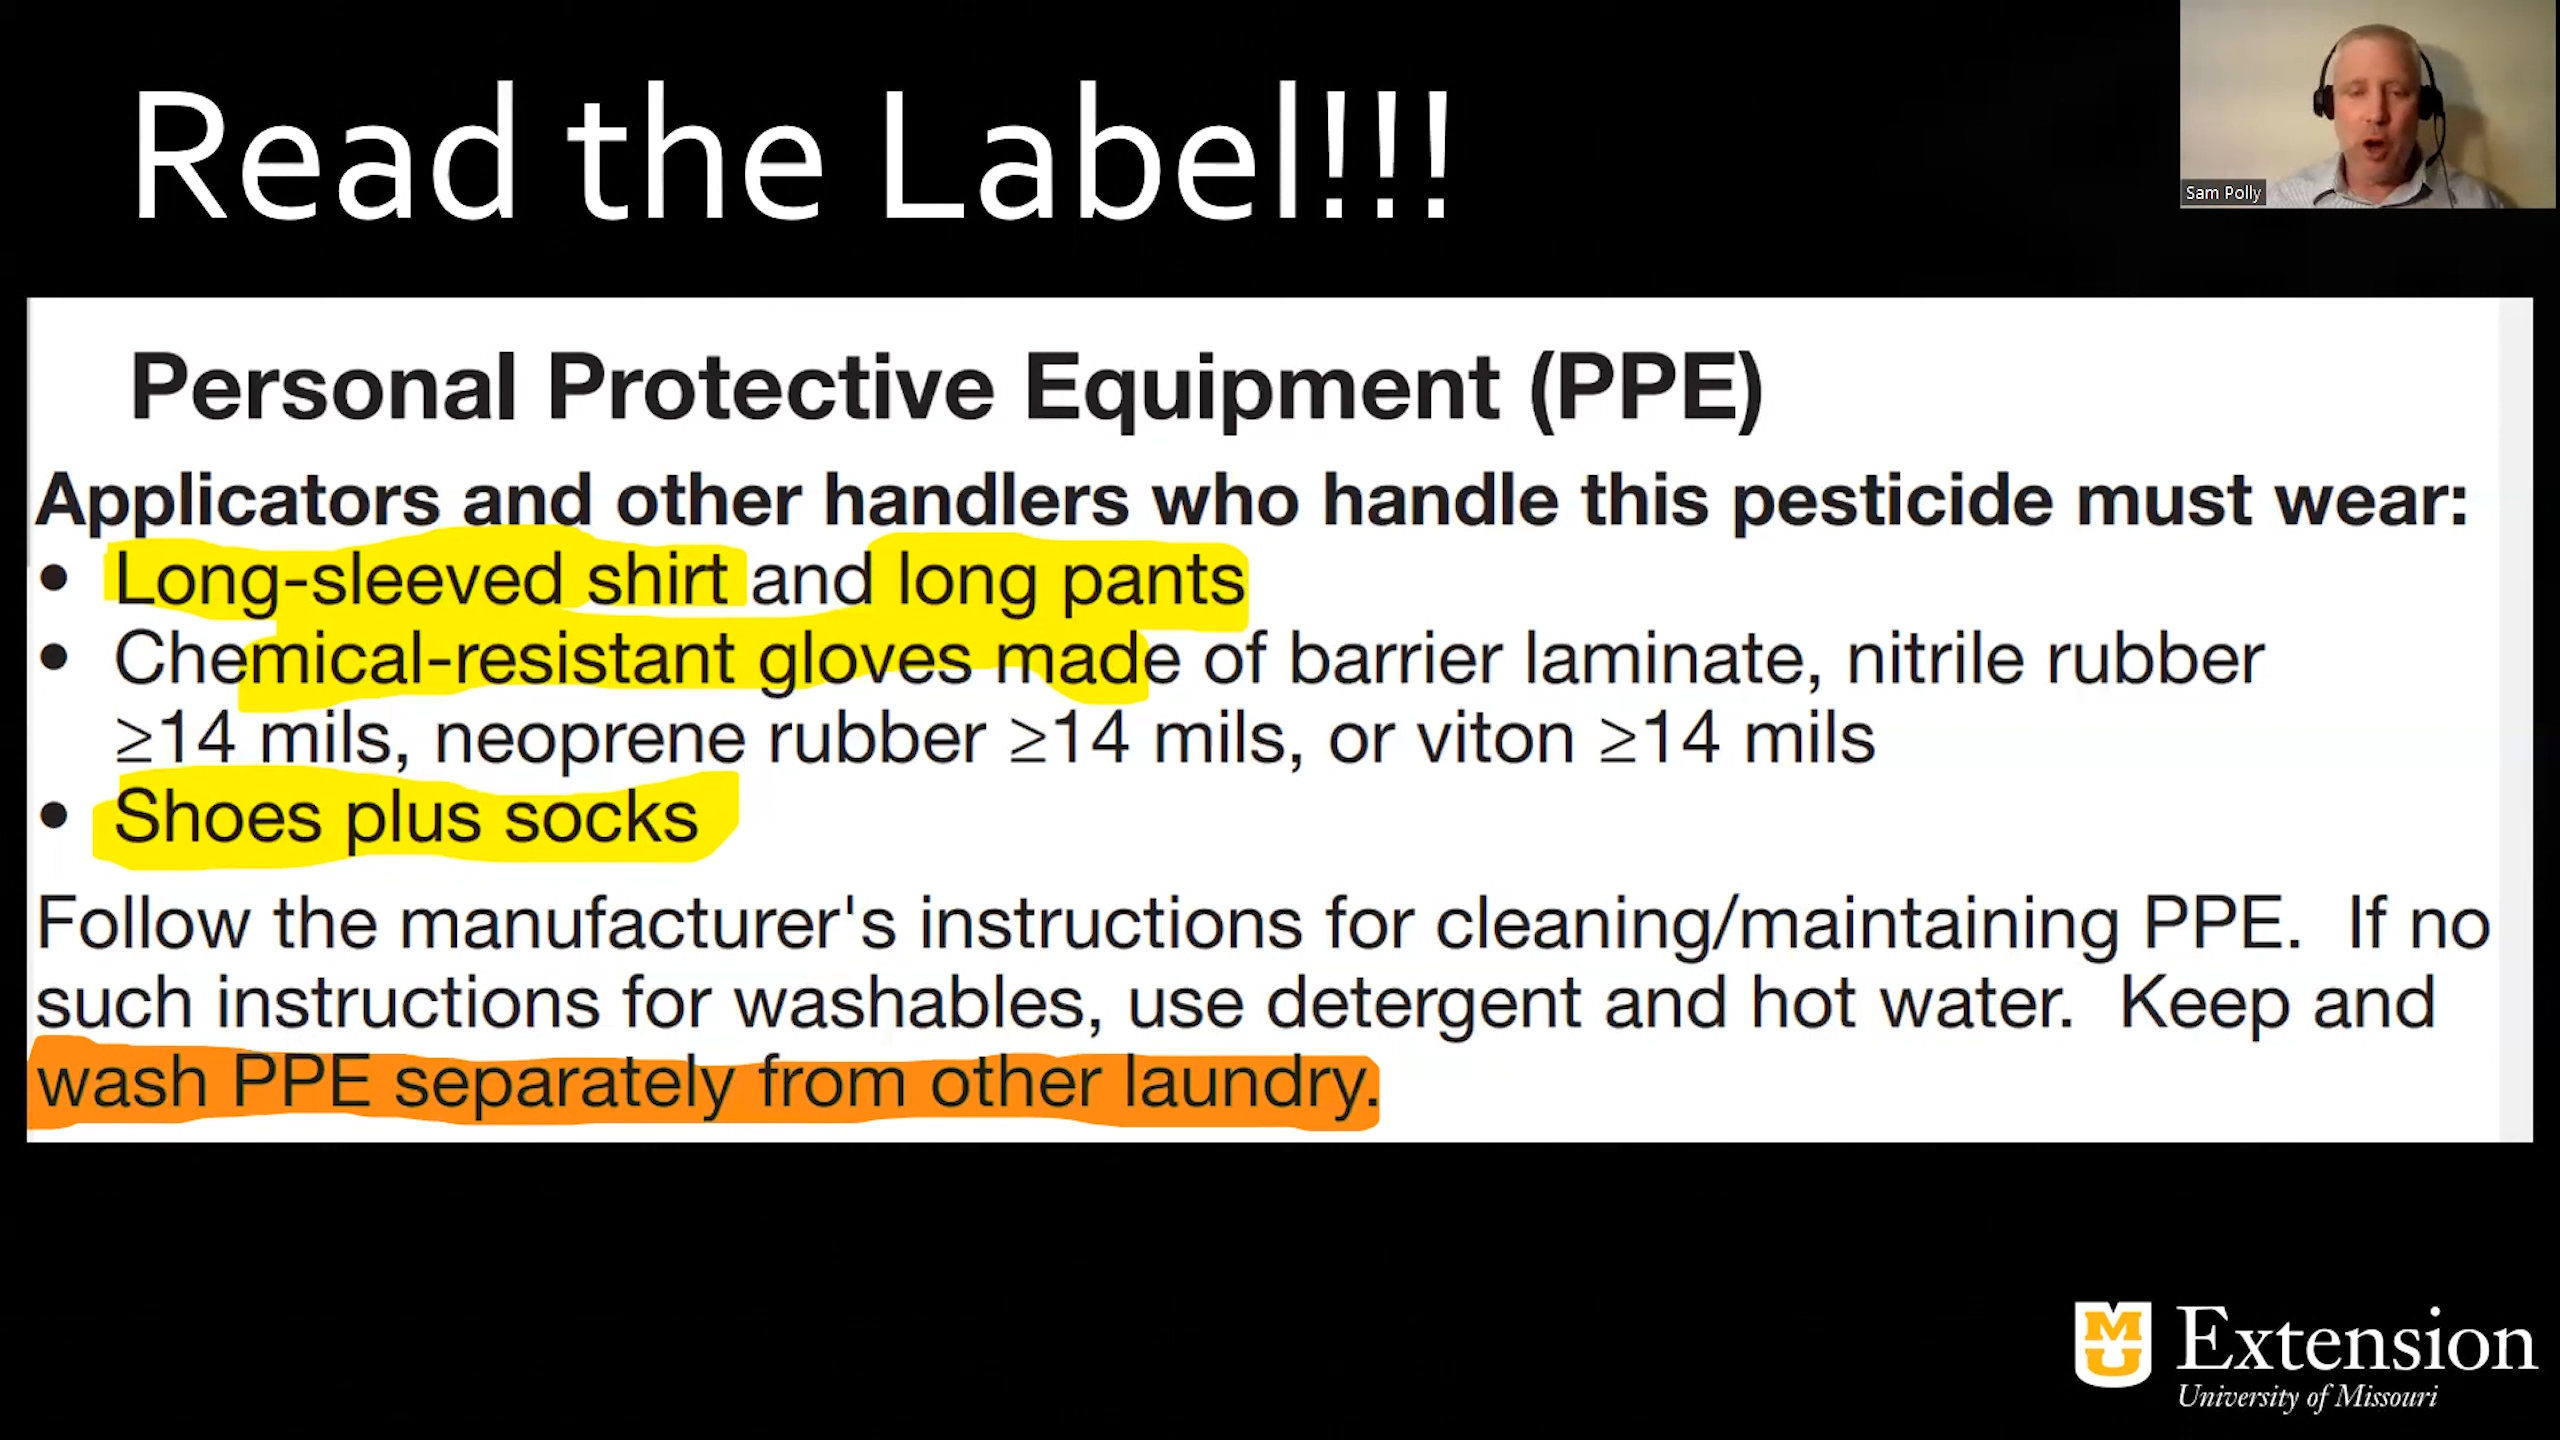 Read the Label!!!
Sam Polly
Personal Protective Equipment (PPE)
Applicators and other handlers who handle this pesticide must wear:
• Long-sleeved shirt and long pants
• Chemical-resistant gloves made of barrier laminate, nitrile rubber
≥14 mils, neoprene rubber ≥14 mils, or viton ≥14 mils
• Shoes plus socks
Follow the manufacturer's instructions for cleaning/maintaining PPE. If no
such instructions for washables, use detergent and hot water. Keep and
wash PPE separately from other laundry.
MU Extension
University of Missouri